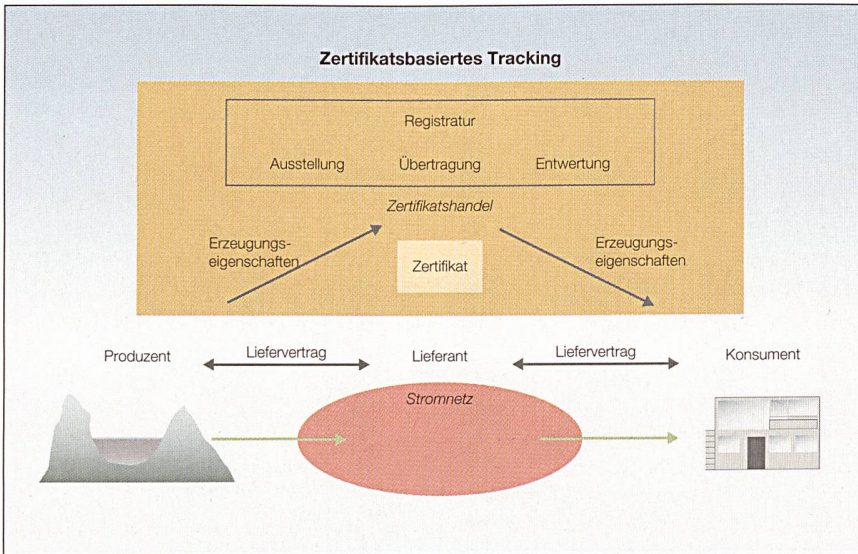 Zertifikatsbasiertes Tracking
Registratur
Ausstellung Übertragung Entwertung
Zertifikatshandel
Erzeugungs-
eigenschaften
Zertifikat
Erzeugungs-
eigenschaften
Produzent Liefervertrag Lieferant Liefervertrag Konsument
Stromnetz